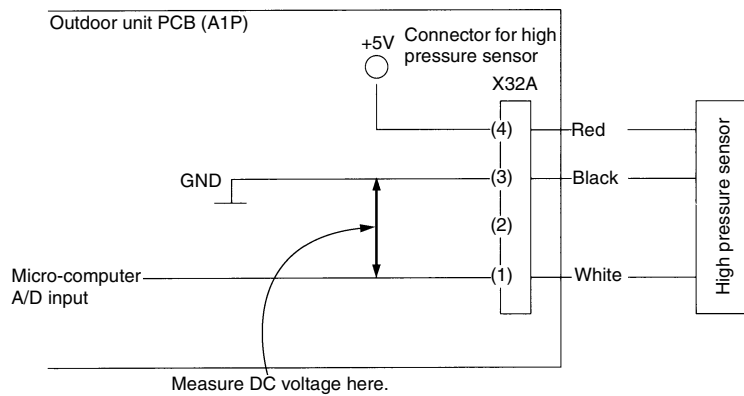 Outdoor unit PCB (A1P)
+5V
Connector for high
pressure sensor
X32A
(4)
Red
GND
(3)
Black
(2)
Micro-computer
A/D input
(1)
White
High pressure sensor
Measure DC voltage here.